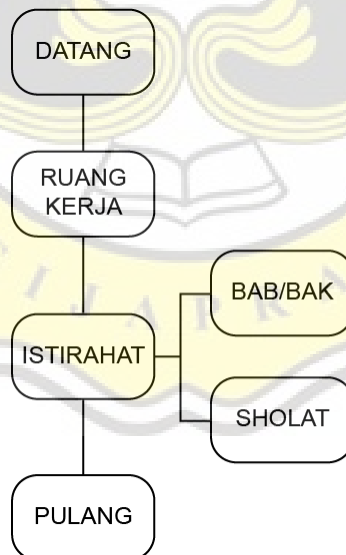 DATANG
RUANG
KERJA
BAB/BAK
ISTIRAHAT
SHOLAT
PULANG